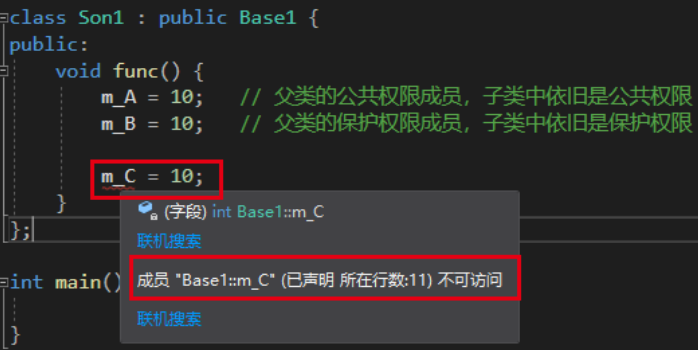 class Son1 : public Base1 {
public:
void func() {
m_A = 10; // 父类的公共权限成员，子类中依旧是公共权限
m_B = 10; // 父类的保护权限成员，子类中依旧是保护权限
m_C = 10;
}
(字段) int Base1::m_C
};
联机搜索
int main()
成员 "Base1::m_C" (已声明 所在行数:11) 不可访问
联机搜索
}